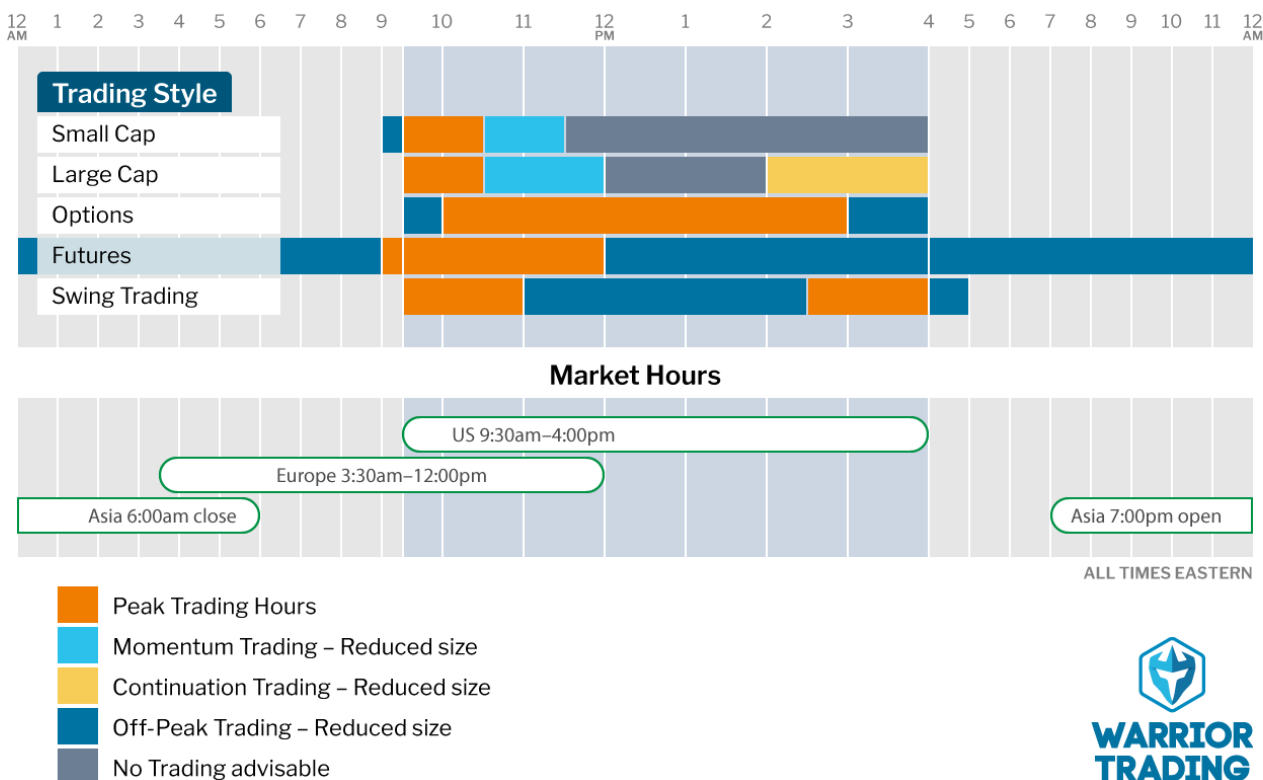 12 1 2 3 4 5 6 7 8 9 10 11 12 1 2 3 4 5 6 7 8 9 10 11 12
AM PM AM
Trading Style
Small Cap
Large Cap
Options
Futures
Swing Trading
Market Hours
US 9:30am–4:00pm
Europe 3:30am–12:00pm
Asia 6:00am close Asia 7:00pm open
ALL TIMES EASTERN
Peak Trading Hours
Momentum Trading – Reduced size
Continuation Trading – Reduced size
Off-Peak Trading – Reduced size
No Trading advisable
WARRIOR
TRADING